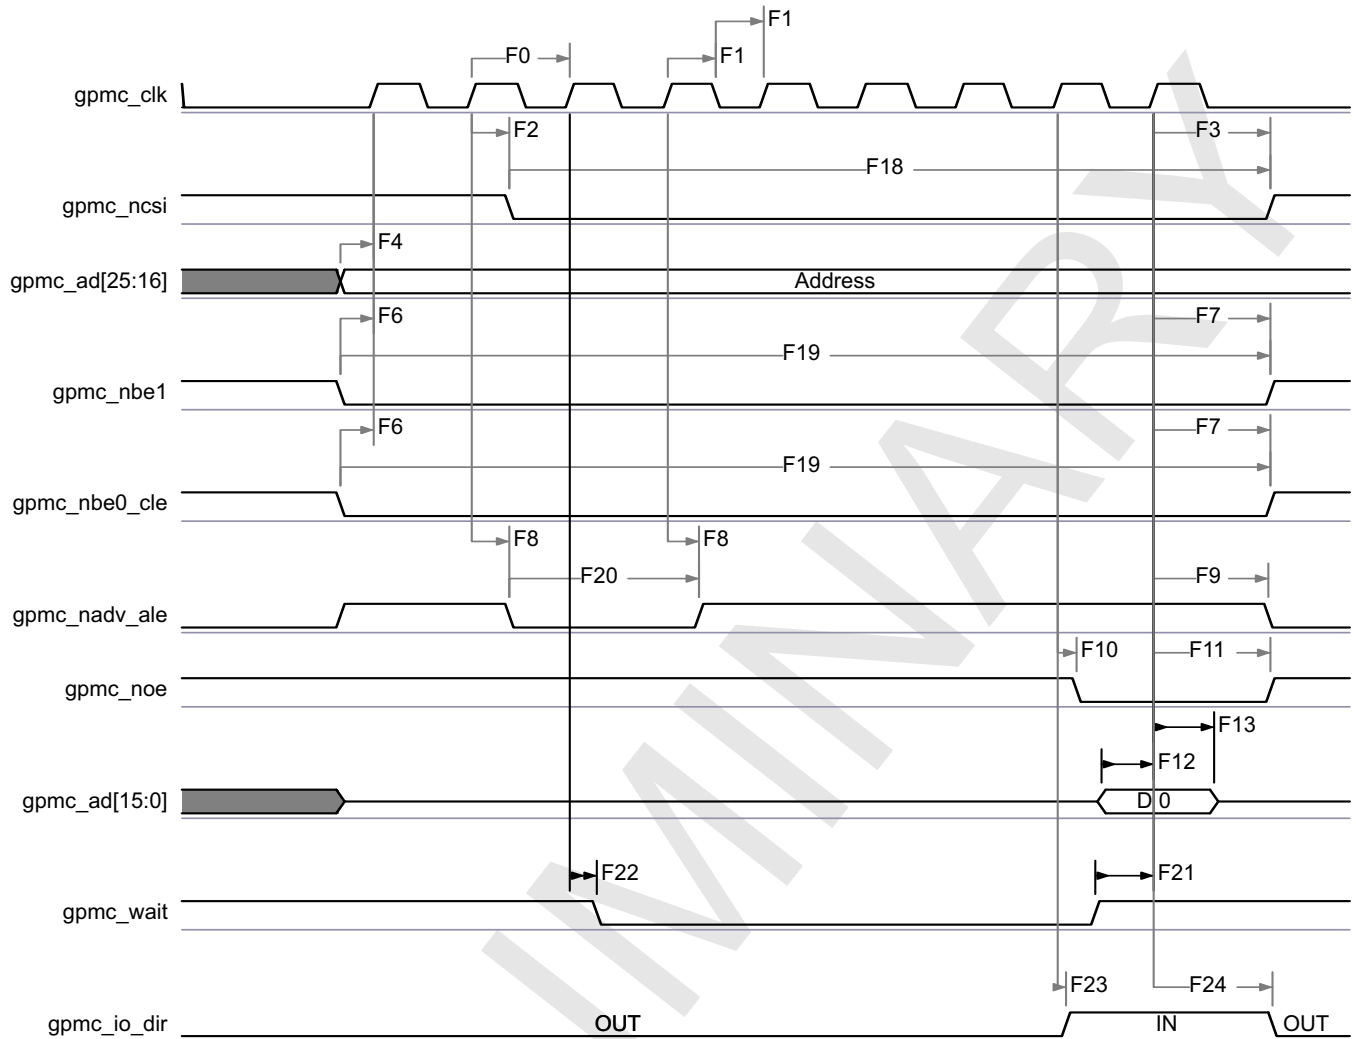 F1
F0
F1
gpmc_clk
F2
F3
F18
gpmc_ncsi
F4
gpmc_ad[25:16]
Address
F6
F7
F19
gpmc_nbe1
F6
F7
F19
gpmc_nbe0_cle
F8
F8
F20
F9
gpmc_nadv_ale
F10
F11
gpmc_noe
F13
F12
gpmc_ad[15:0]
D 0
F22
F21
gpmc_wait
F23
F24
gpmc_io_dir
OUT
IN
OUT
IMINARY